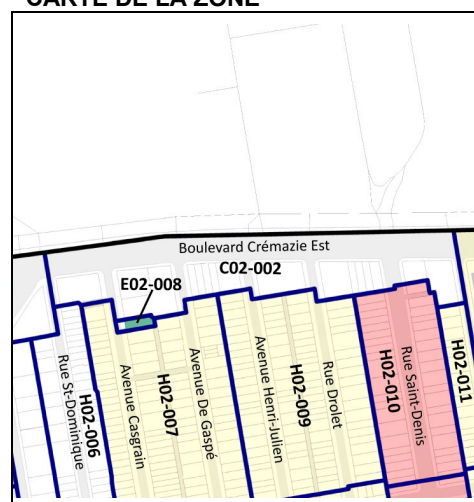 CARTE DE LA ZONE
Boulevard Crémazie Est
C02-002
E02-008
Rue St-Dominique
H02-006
Avenue Casgrain
H02-007
Avenue De Gaspé
Avenue Henri-Julien
H02-009
Rue Drolet
H02-010
Rue Saint-Denis
H02-011